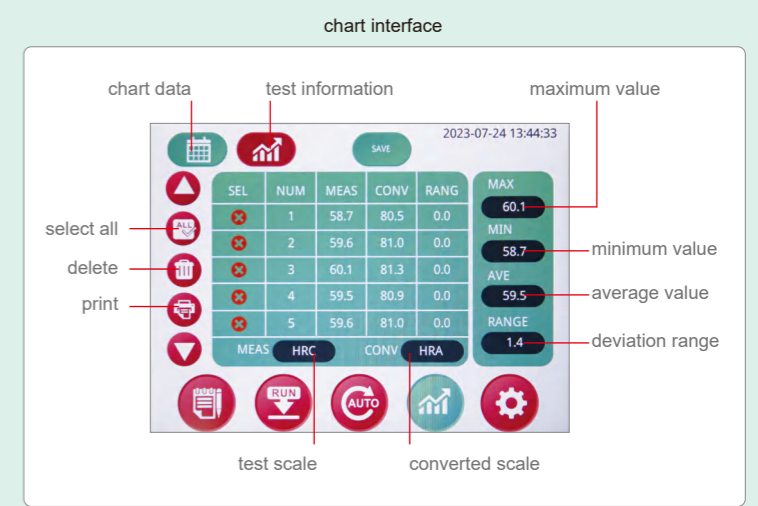 chart interface
chart data
test information
maximum value
2023-07-24 13:44:33
SAVE
SEL NUM MEAS CONV RANG
1 58.7 80.5 0.0
2 59.6 81.0 0.0
3 60.1 81.3 0.0
4 59.5 80.9 0.0
5 59.6 81.0 0.0
MEAS HRC CONV HRA
MAX
60.1
MIN
58.7
AVE
59.5
RANGE
1.4
ALL
select all
delete
print
minimum value
average value
deviation range
RUN
AUTO
test scale
converted scale